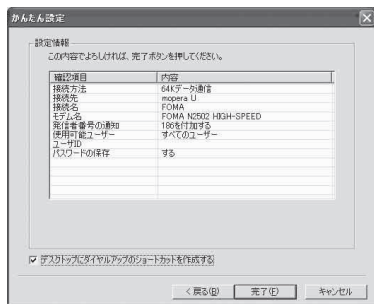 かんたん設定
設定情報
この内容でよろしければ、完了ボタンを押してください。
確認項目 内容
接続方法 64Kデータ通信
接続先 mopera U
接続名 FOMA
モデム名 FOMA N2502 HIGH-SPEED
発信者番号の通知 186を付加する
使用可能ユーザー すべてのユーザー
ユーザID
パスワードの保存 する
デスクトップにダイヤルアップのショートカットを作成する
< 戻る(B) 完了(F) キャンセル